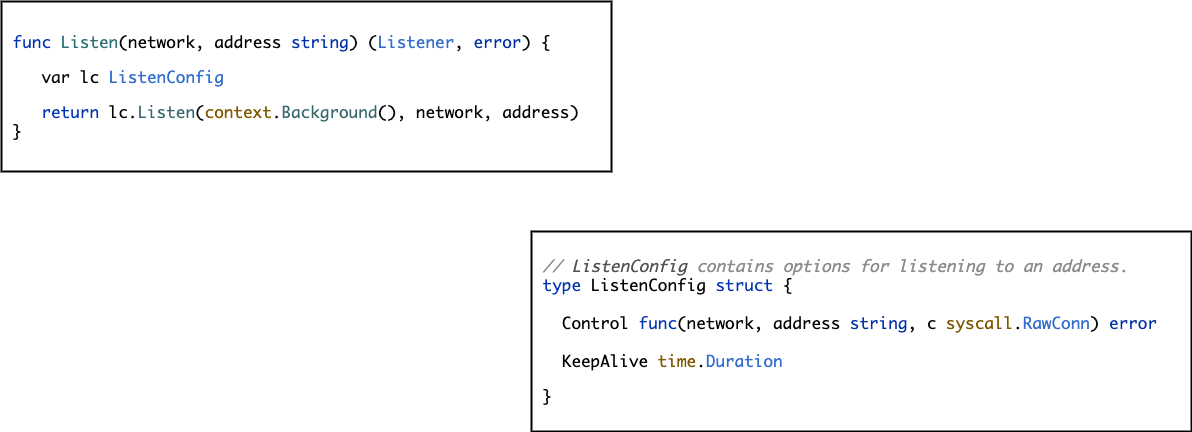 func Listen(network, address string) (Listener, error) {
var lc ListenConfig
return lc.Listen(context.Background(), network, address)
}
// ListenConfig contains options for listening to an address.
type ListenConfig struct {
Control func(network, address string, c syscall.RawConn) error
KeepAlive time.Duration
}